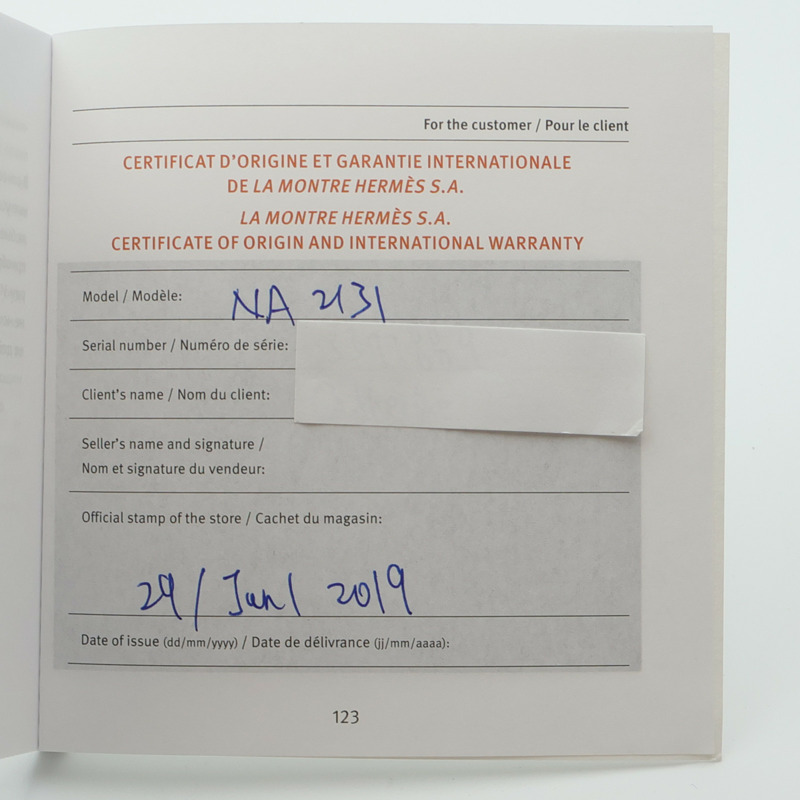 For the customer / Pour le client
CERTIFICAT D'ORIGINE ET GARANTIE INTERNATIONALE
DE LA MONTRE HERMÈS S.A.
LA MONTRE HERMÈS S.A.
CERTIFICATE OF ORIGIN AND INTERNATIONAL WARRANTY
Model / Modèle: NA 2131
Serial number / Numéro de série:
Client's name / Nom du client:
Seller's name and signature /
Nom et signature du vendeur:
Official stamp of the store / Cachet du magasin:
29 / Jun / 2019
Date of issue (dd/mm/yyyy) / Date de délivrance (jj/mm/aaaa):
123